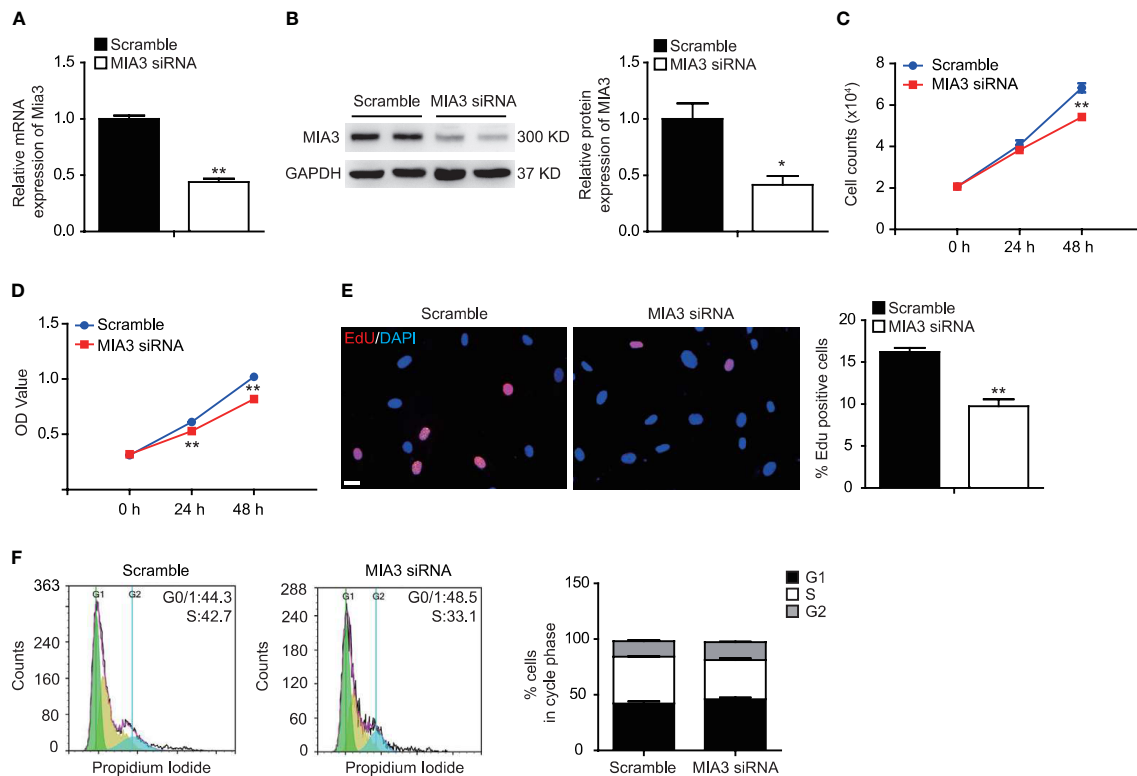 A
Scramble
MIA3 siRNA
Relative mRNA
expression of Mia3
1.5
1.0
0.5
0.0
**
B
Scramble
MIA3 siRNA
MIA3
300 KD
GAPDH
37 KD
Scramble
MIA3 siRNA
Relative protein
expression of MIA3
1.5
1.0
0.5
0.0
*
C
Scramble
MIA3 siRNA
Cell counts (x10⁴)
8
6
4
2
0
**
0 h
24 h
48 h
D
Scramble
MIA3 siRNA
OD Value
1.5
1.0
0.5
**
**
0 h
24 h
48 h
E
Scramble
MIA3 siRNA
EdU/DAPI
Scramble
MIA3 siRNA
% Edu positive cells
20
15
10
5
0
**
F
Scramble
363
320
240
160
80
0
Counts
G1
G2
G0/1:44.3
S:42.7
Propidium Iodide
MIA3 siRNA
288
240
180
120
60
0
Counts
G1
G2
G0/1:48.5
S:33.1
Propidium Iodide
G1
S
G2
% cells
in cycle phase
150
100
50
0
Scramble
MIA3 siRNA